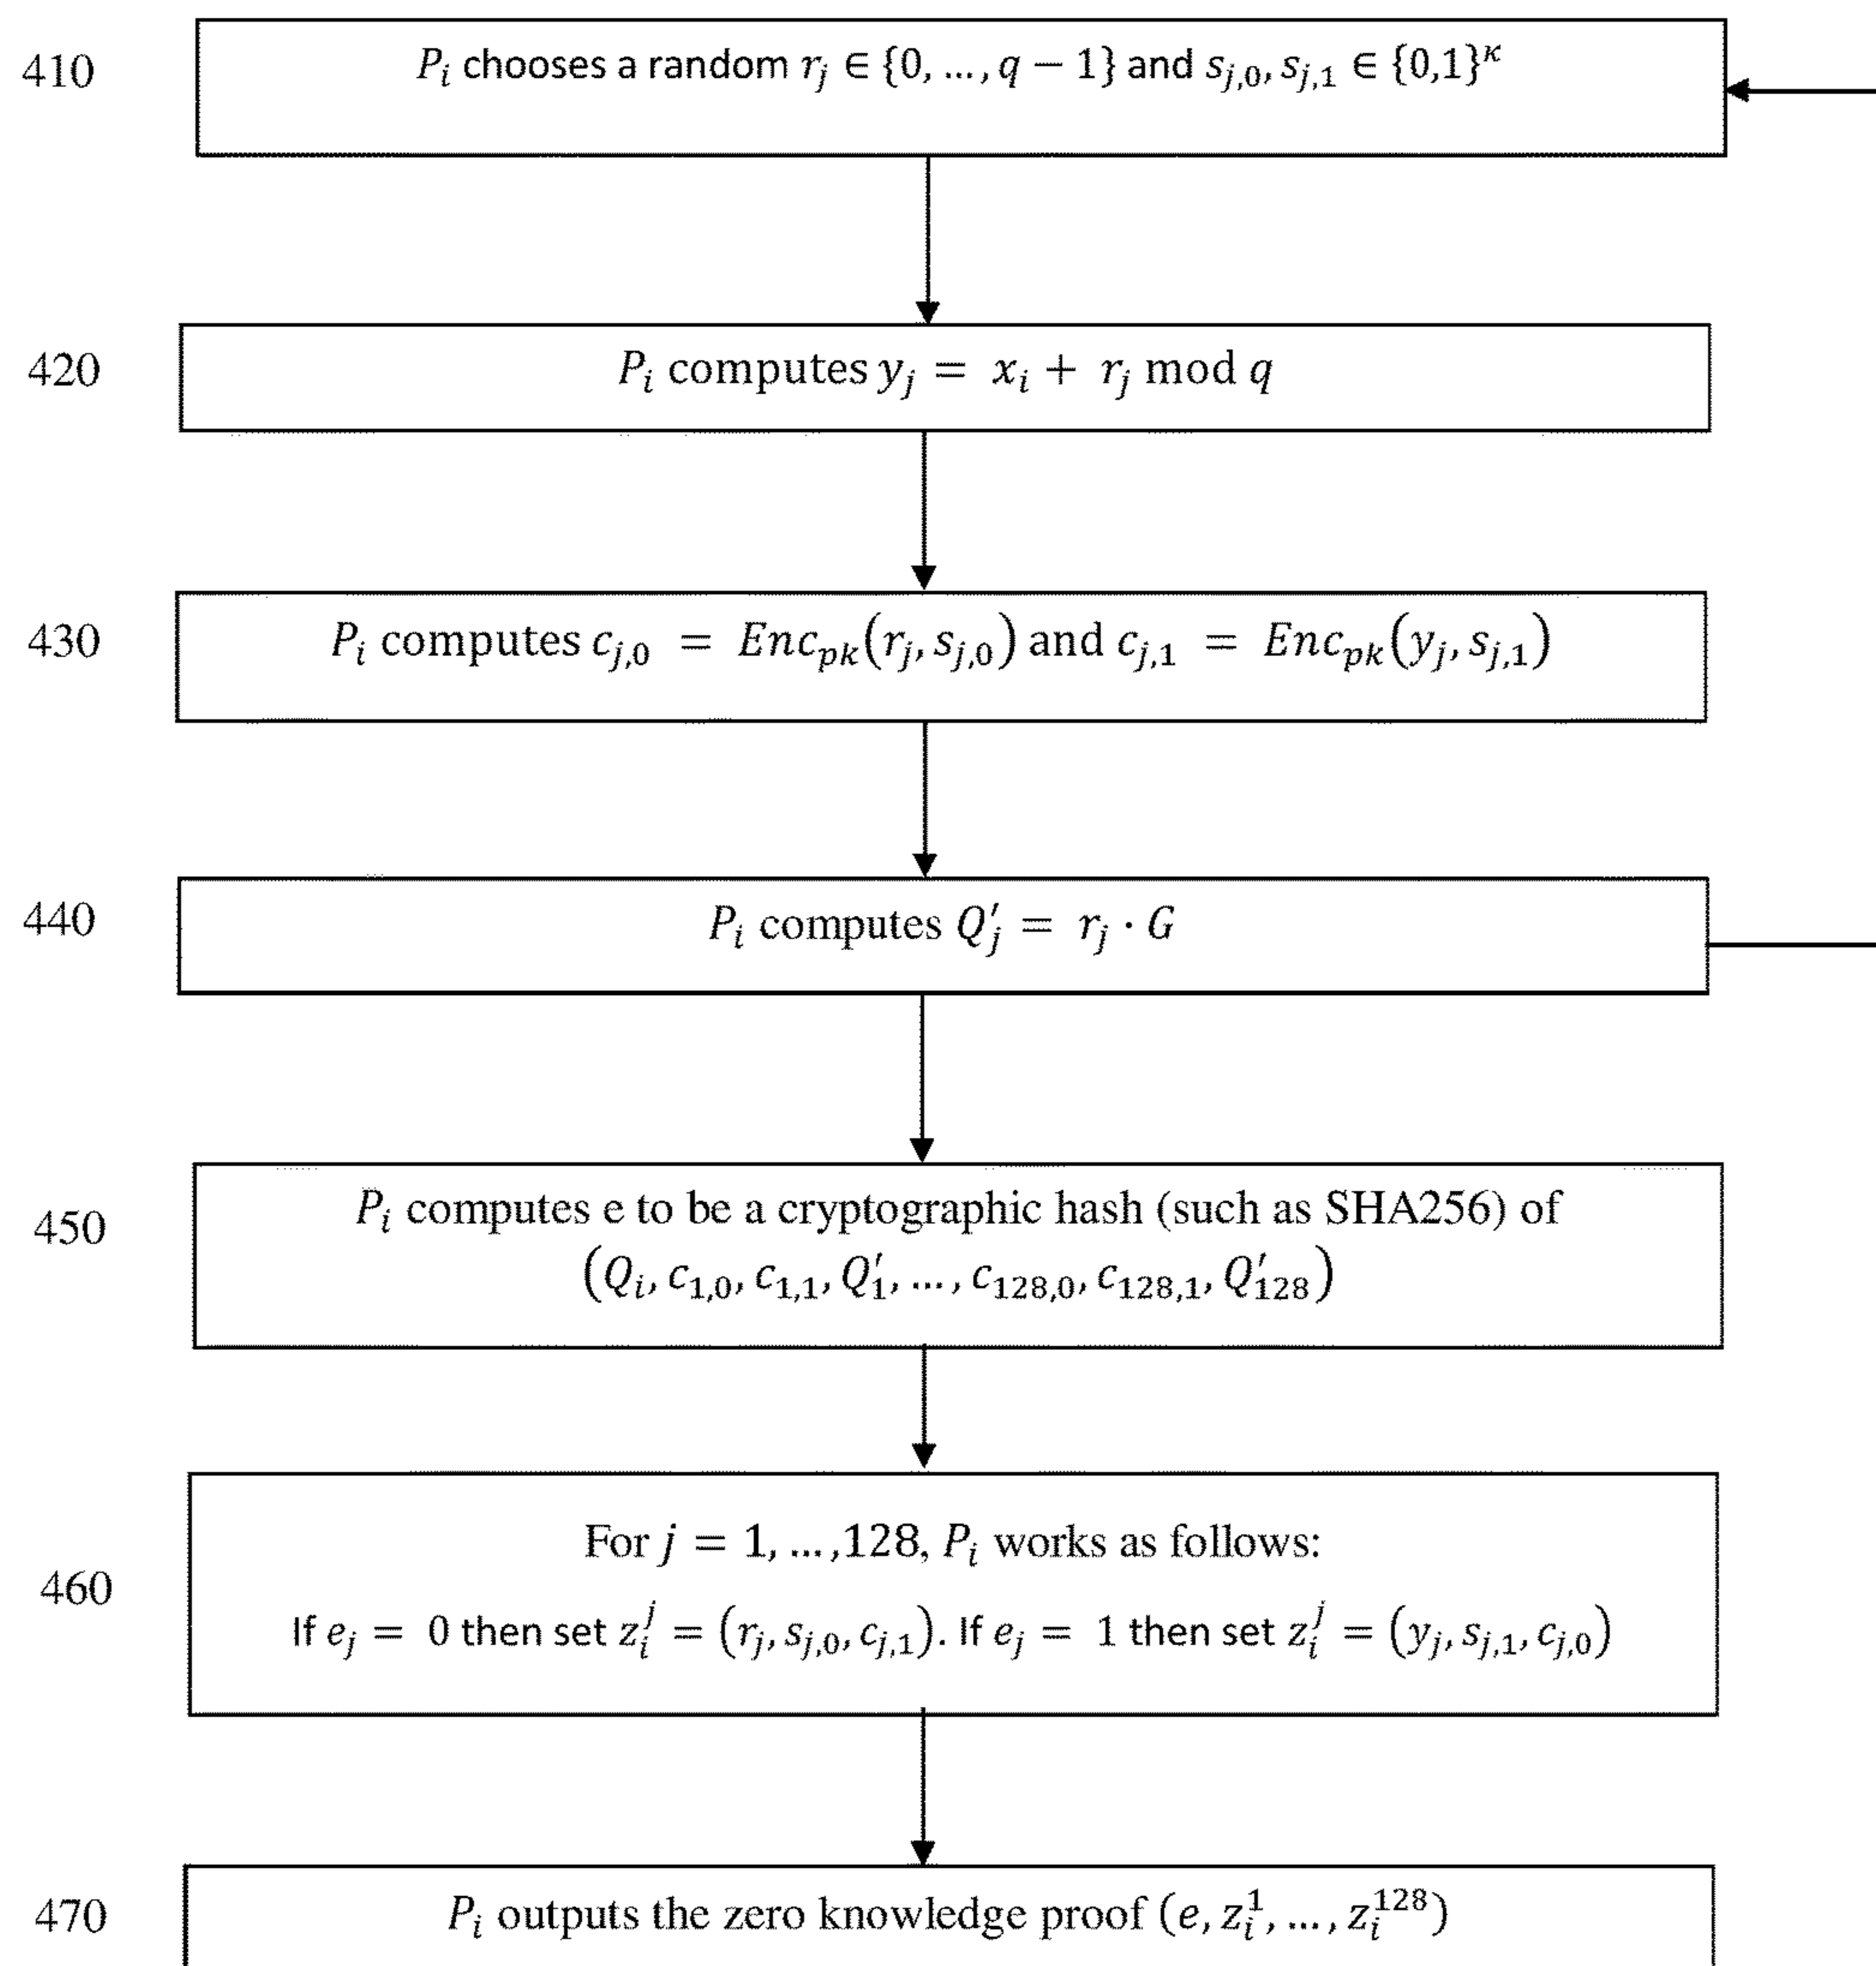 410
P_i chooses a random r_j ∈ {0, ..., q − 1} and s_{j,0}, s_{j,1} ∈ {0,1}^κ
420
P_i computes y_j = x_i + r_j mod q
430
P_i computes c_{j,0} = Enc_{pk}(r_j, s_{j,0}) and c_{j,1} = Enc_{pk}(y_j, s_{j,1})
440
P_i computes Q′_j = r_j · G
450
P_i computes e to be a cryptographic hash (such as SHA256) of
(Q_i, c_{1,0}, c_{1,1}, Q′_1, ... , c_{128,0}, c_{128,1}, Q′_{128})
460
For j = 1, ... ,128, P_i works as follows:
If e_j = 0 then set z_i^j = (r_j, s_{j,0}, c_{j,1}). If e_j = 1 then set z_i^j = (y_j, s_{j,1}, c_{j,0})
470
P_i outputs the zero knowledge proof (e, z_i^1, ... , z_i^{128})